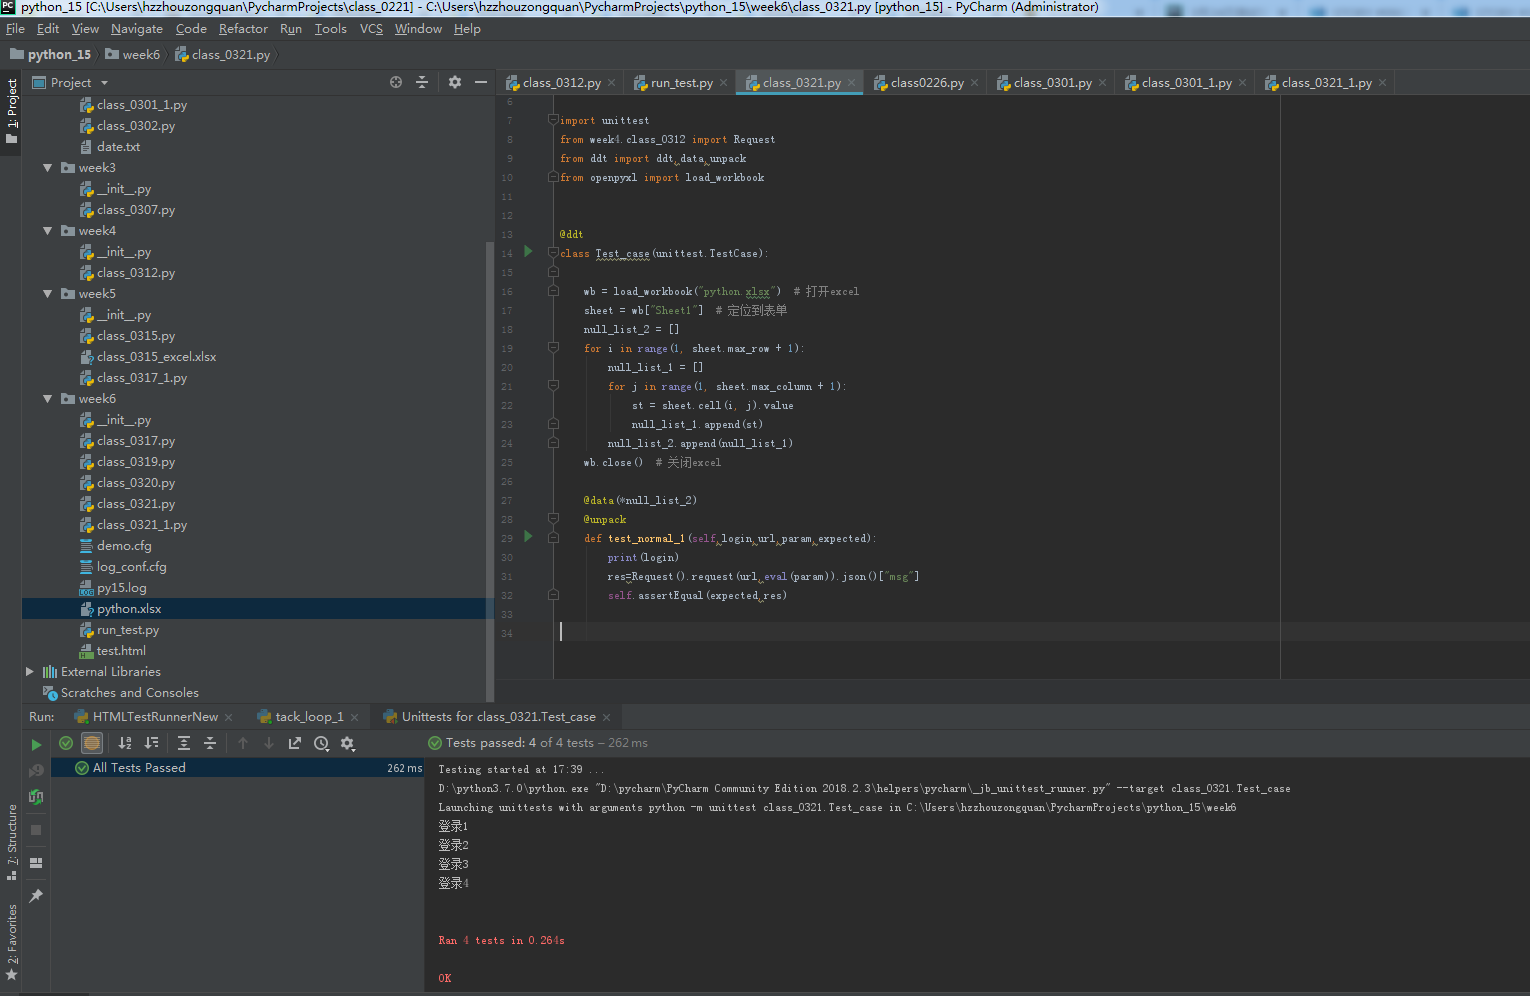 python_15 [C:\Users\hzzhouzongquan\PycharmProjects\class_0221] - C:\Users\hzzhouzongquan\PycharmProjects\python_15\week6\class_0321.py [python_15] - PyCharm (Administrator)
File Edit View Navigate Code Refactor Run Tools VCS Window Help
python_15 week6 class_0321.py
Project
class_0312.py run_test.py class_0321.py class0226.py class_0301.py class_0301_1.py class_0321_1.py
1: Project
class_0301_1.py
class_0302.py
date.txt
week3
__init__.py
class_0307.py
week4
__init__.py
class_0312.py
week5
__init__.py
class_0315.py
class_0315_excel.xlsx
class_0317_1.py
week6
__init__.py
class_0317.py
class_0319.py
class_0320.py
class_0321.py
class_0321_1.py
demo.cfg
log_conf.cfg
py15.log
python.xlsx
run_test.py
test.html
External Libraries
Scratches and Consoles
6
7 import unittest
8 from week4.class_0312 import Request
9 from ddt import ddt,data,unpack
10 from openpyxl import load_workbook
11
12
13 @ddt
14 class Test_case(unittest.TestCase):
15
16 wb = load_workbook("python.xlsx") # 打开excel
17 sheet = wb["Sheet1"] # 定位到表单
18 null_list_2 = []
19 for i in range(1, sheet.max_row + 1):
20 null_list_1 = []
21 for j in range(1, sheet.max_column + 1):
22 st = sheet.cell(i, j).value
23 null_list_1.append(st)
24 null_list_2.append(null_list_1)
25 wb.close() # 关闭excel
26
27 @data(*null_list_2)
28 @unpack
29 def test_normal_1(self,login,url,param,expected):
30 print(login)
31 res=Request().request(url,eval(param)).json()["msg"]
32 self.assertEqual(expected,res)
33
34
Run: HTMLTestRunnerNew tack_loop_1 Unittests for class_0321.Test_case
Tests passed: 4 of 4 tests – 262 ms
All Tests Passed 262 ms
Testing started at 17:39 ...
D:\python3.7.0\python.exe "D:\pycharm\PyCharm Community Edition 2018.2.3\helpers\pycharm\_jb_unittest_runner.py" --target class_0321.Test_case
Launching unittests with arguments python -m unittest class_0321.Test_case in C:\Users\hzzhouzongquan\PycharmProjects\python_15\week6
登录1
登录2
登录3
登录4
Ran 4 tests in 0.264s
OK
7: Structure
2: Favorites